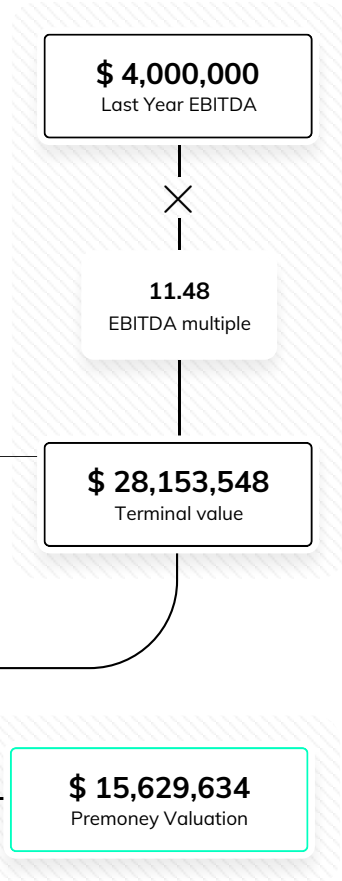 $ 4,000,000
Last Year EBITDA
11.48
EBITDA multiple
$ 28,153,548
Terminal value
$ 15,629,634
Premoney Valuation